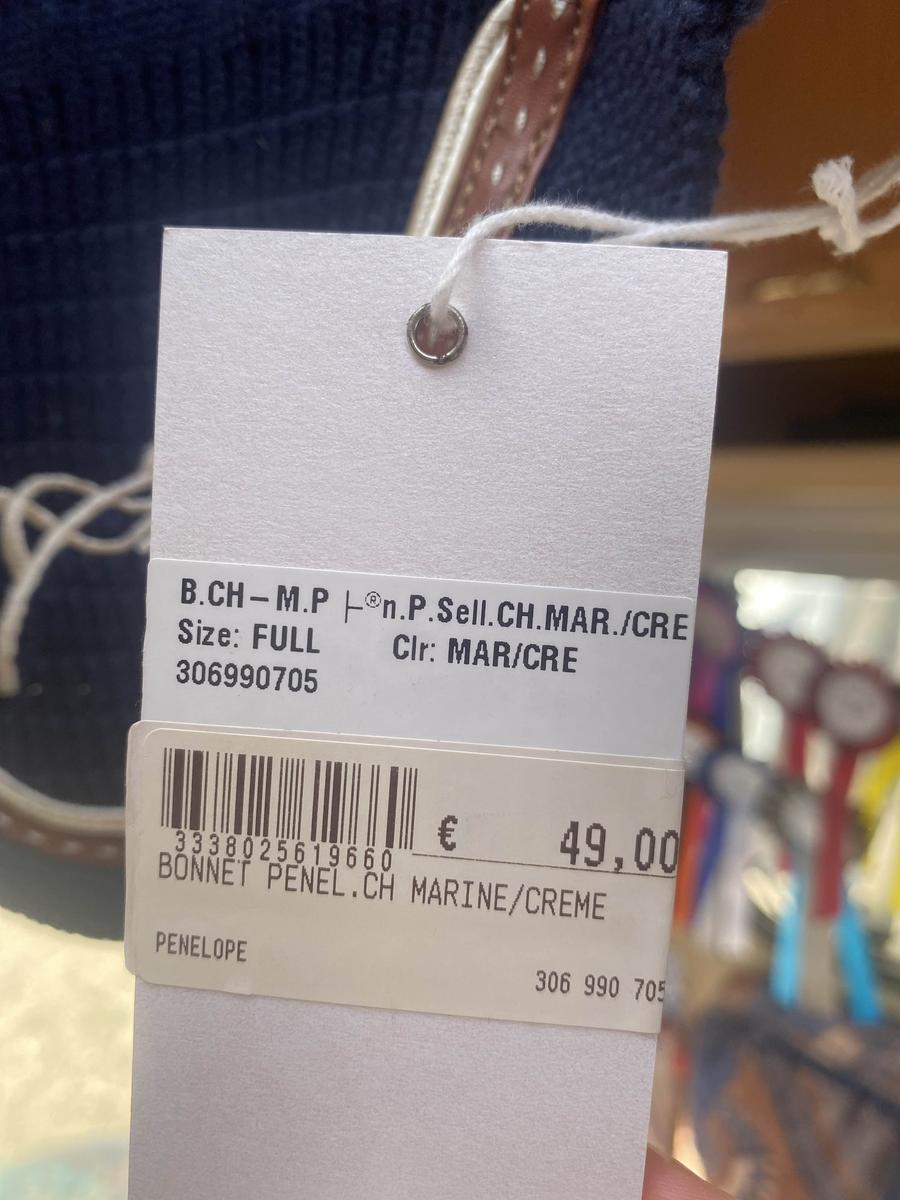 B.CH-M.P ├®n.P.Sell.CH.MAR./CRE
Size: FULL Clr: MAR/CRE
306990705
3338025619660
€ 49,00
BONNET PENEL.CH MARINE/CREME
PENELOPE
306 990 705